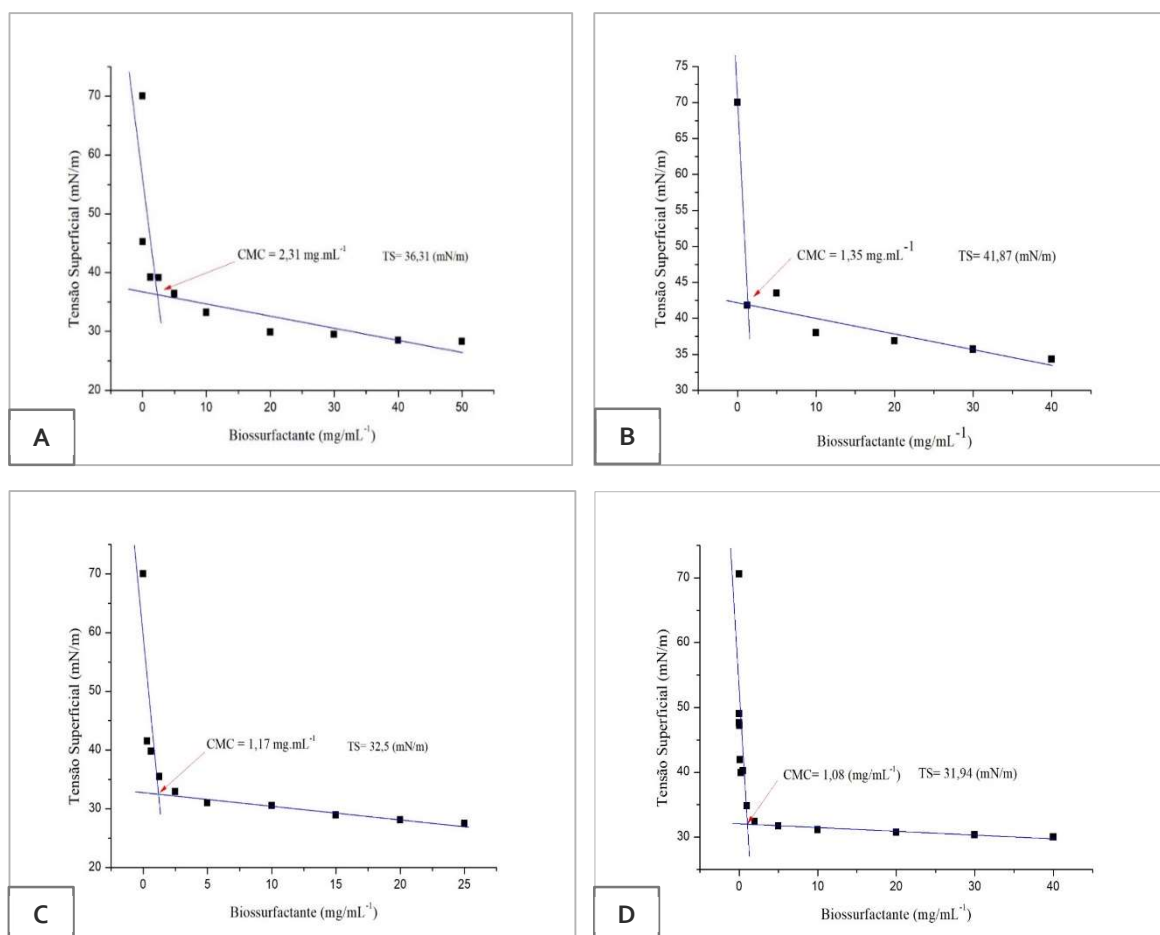 70
60
50
40
30
20
Tensão Superficial (mN/m)
CMC = 2,31 mg.mL⁻¹ TS= 36,31 (mN/m)
0 10 20 30 40 50
Biossurfactante (mg/mL⁻¹)
A
75
70
65
60
55
50
45
40
35
30
Tensão Superficial (mN/m)
CMC = 1,35 mg.mL⁻¹ TS= 41,87 (mN/m)
0 10 20 30 40
Biossurfactante (mg/mL⁻¹)
B
70
60
50
40
30
20
Tensão Superficial (mN/m)
CMC = 1,17 mg.mL⁻¹ TS= 32,5 (mN/m)
0 5 10 15 20 25
Biossurfactante (mg/mL⁻¹)
C
70
60
50
40
30
Tensão Superficial (mN/m)
CMC= 1,08 (mg/mL⁻¹) TS= 31,94 (mN/m)
0 10 20 30 40
Biossurfactante (mg/mL⁻¹)
D